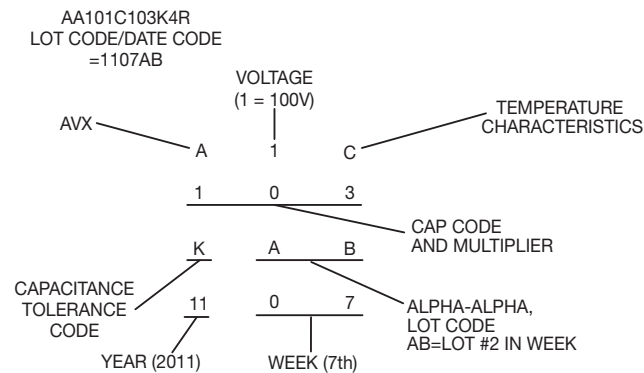 AA101C103K4R
LOT CODE/DATE CODE
=1107AB
VOLTAGE
(1 = 100V)
TEMPERATURE
CHARACTERISTICS
AVX
A 1 C
1 0 3
CAP CODE
AND MULTIPLIER
K A B
CAPACITANCE
TOLERANCE
CODE
11 0 7
ALPHA-ALPHA,
LOT CODE
AB=LOT #2 IN WEEK
YEAR (2011)
WEEK (7th)